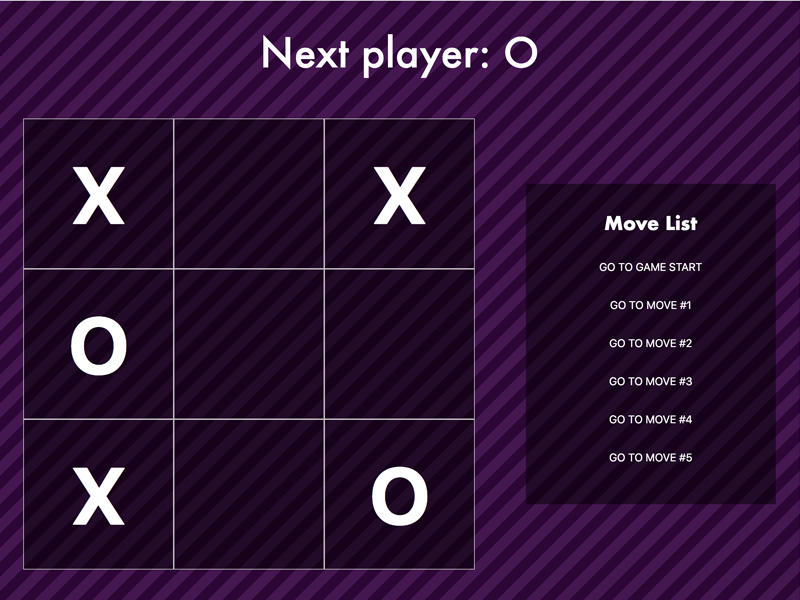 Next player: O
X X
O
X O
Move List
GO TO GAME START
GO TO MOVE #1
GO TO MOVE #2
GO TO MOVE #3
GO TO MOVE #4
GO TO MOVE #5